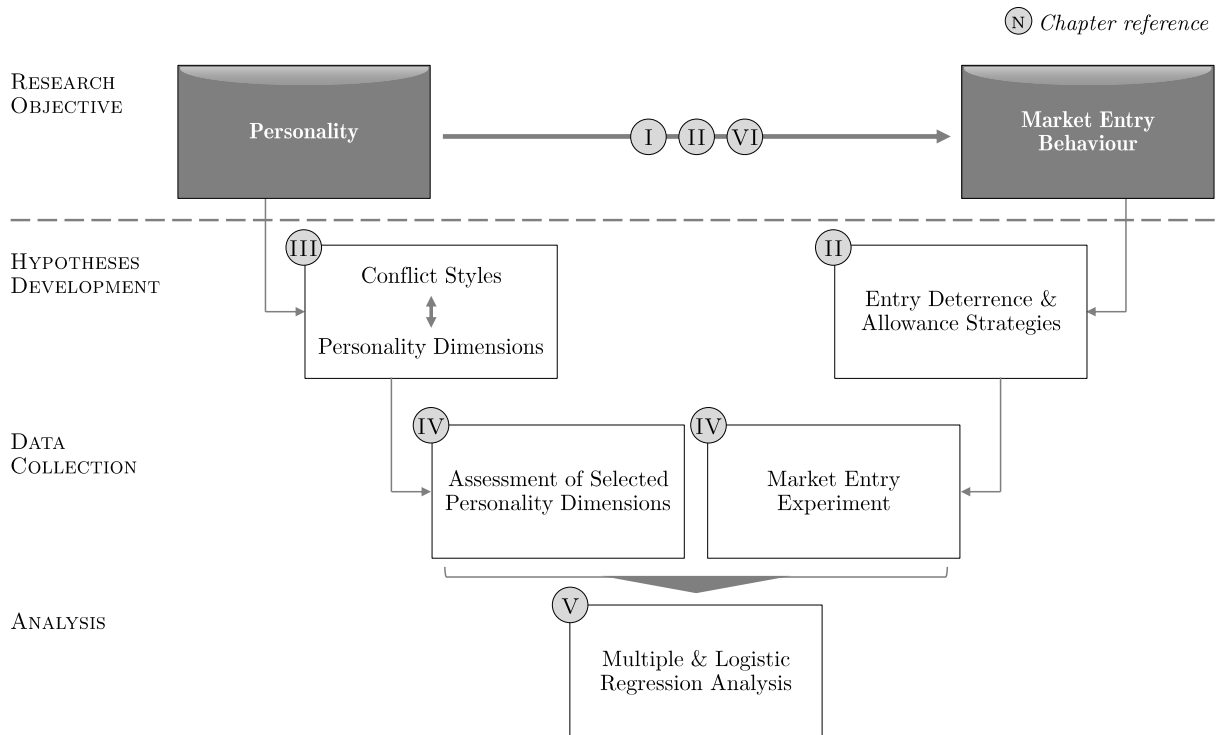 N Chapter reference
Research
Objective
Personality
I II VI
Market Entry
Behaviour
Hypotheses
Development
III
Conflict Styles
Personality Dimensions
II
Entry Deterrence &
Allowance Strategies
Data
Collection
IV
Assessment of Selected
Personality Dimensions
IV
Market Entry
Experiment
Analysis
V
Multiple & Logistic
Regression Analysis